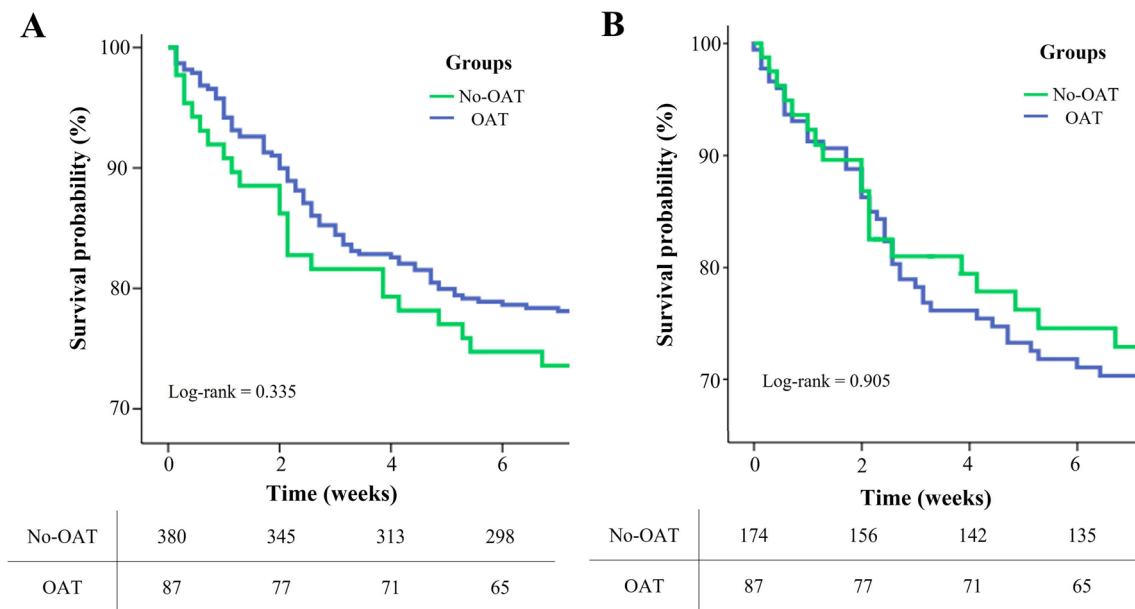 A
Survival probability (%)
100
90
80
70
Groups
No-OAT
OAT
Log-rank = 0.335
0 2 4 6
Time (weeks)
No-OAT 380 345 313 298
OAT 87 77 71 65
B
Survival probability (%)
100
90
80
70
Groups
No-OAT
OAT
Log-rank = 0.905
0 2 4 6
Time (weeks)
No-OAT 174 156 142 135
OAT 87 77 71 65